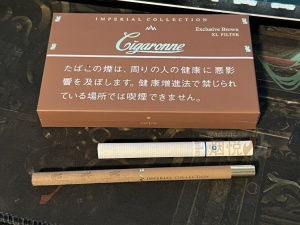 IMPERIAL COLLECTION
Cigaronne
Exclusive Brown
XL FILTER
たばこの煙は、周りの人の健康に悪影
響を及ぼします。健康増進法で禁じられ
ている場所では喫煙できません。
悦
IMPERIAL COLLECTION